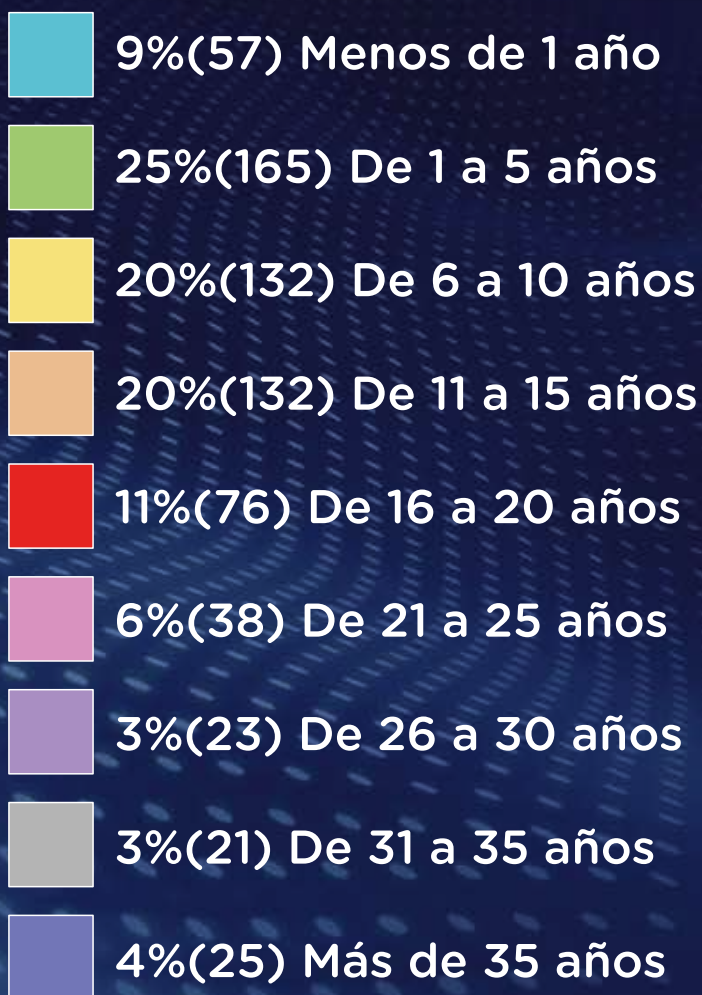 9%(57) Menos de 1 año
25%(165) De 1 a 5 años
20%(132) De 6 a 10 años
20%(132) De 11 a 15 años
11%(76) De 16 a 20 años
6%(38) De 21 a 25 años
3%(23) De 26 a 30 años
3%(21) De 31 a 35 años
4%(25) Más de 35 años